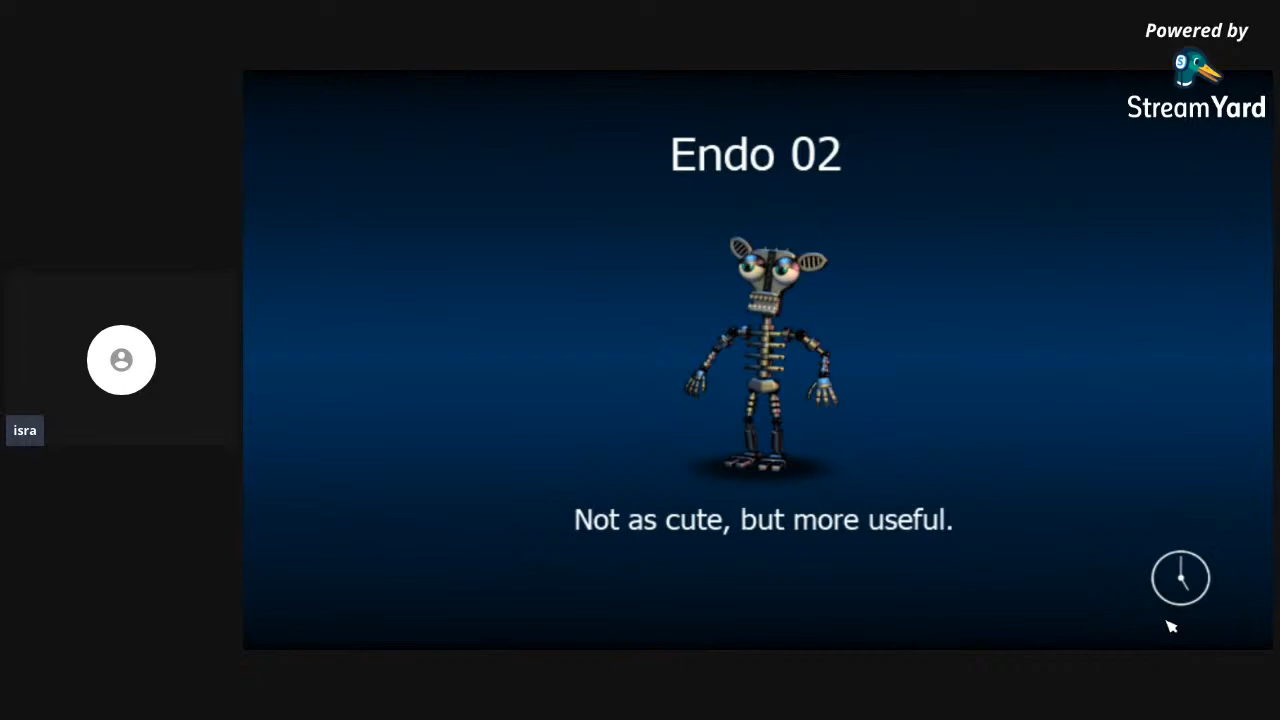 Powered by
StreamYard
Endo 02
Not as cute, but more useful.
isra